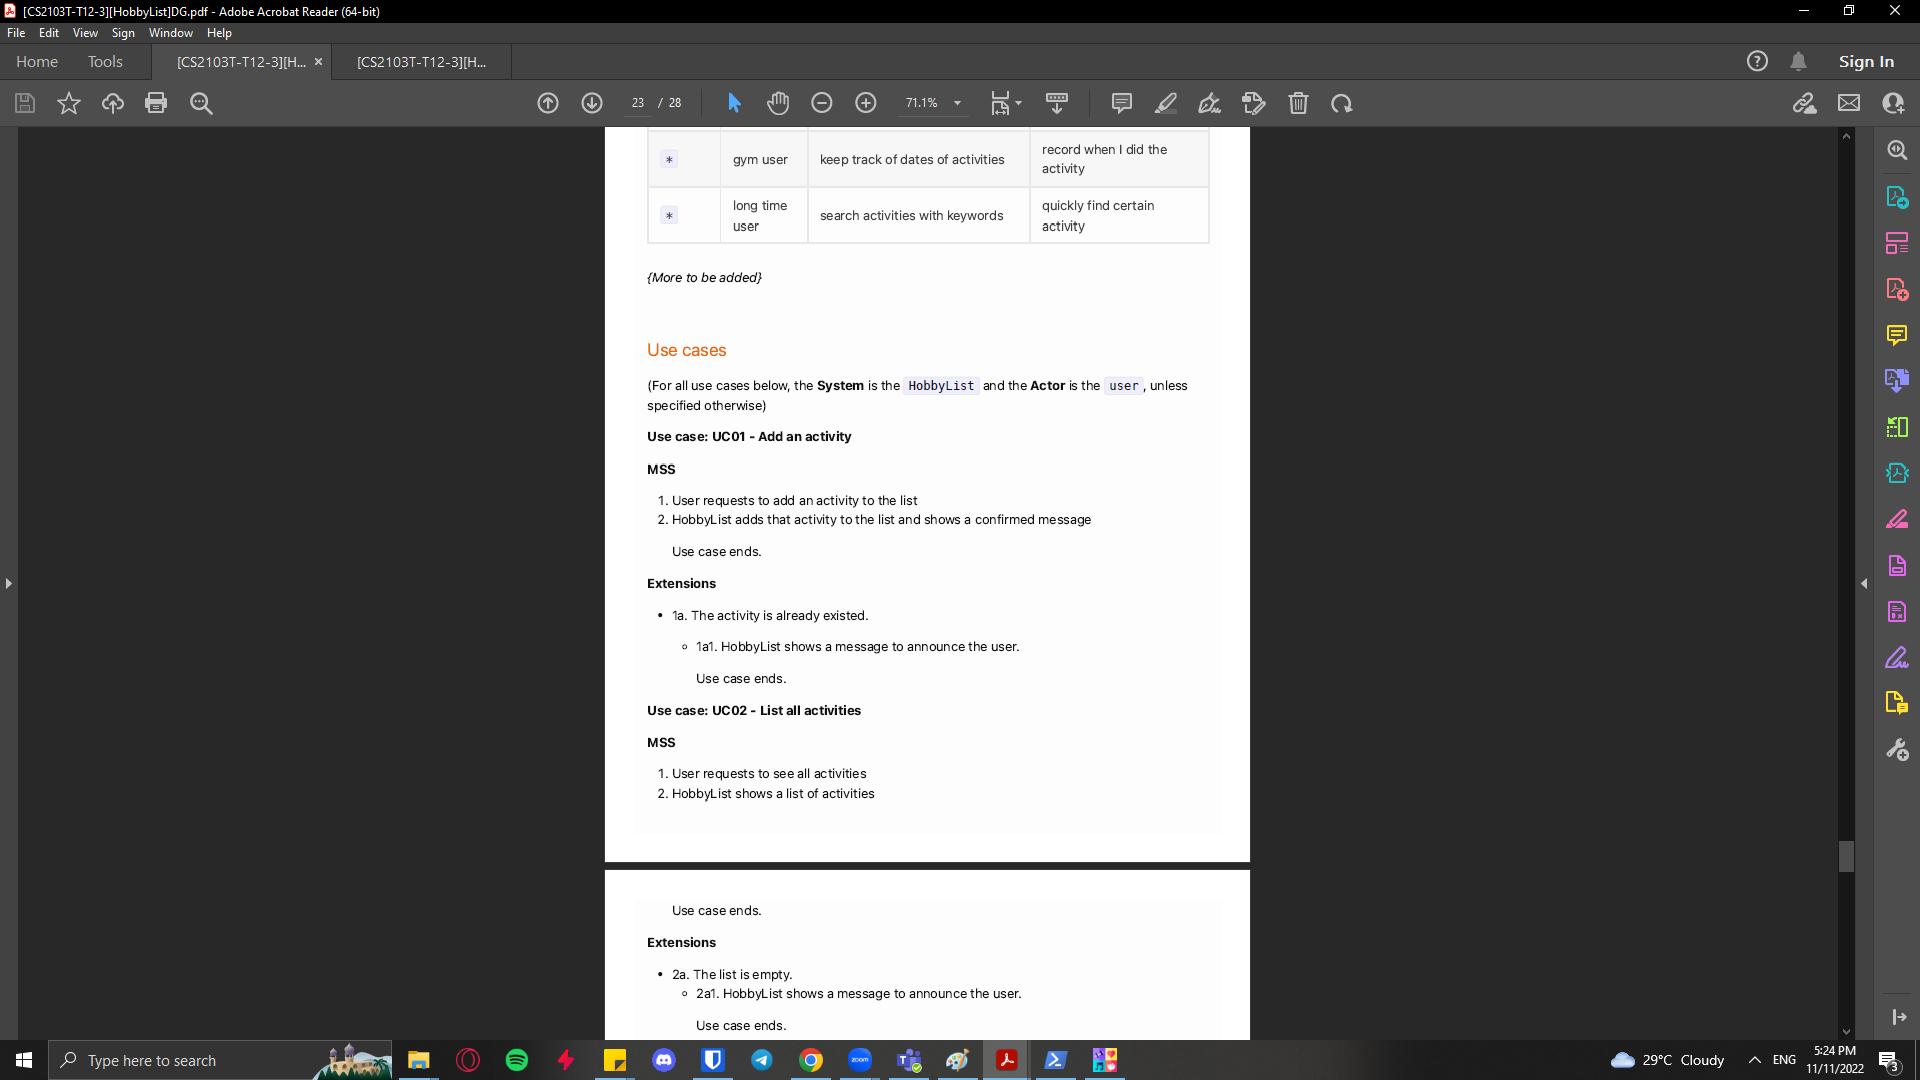 [CS2103T-T12-3][HobbyList]DG.pdf - Adobe Acrobat Reader (64-bit)
File Edit View Sign Window Help
Home Tools [CS2103T-T12-3][H... × [CS2103T-T12-3][H... Sign In
23 / 28 71.1%
* gym user keep track of dates of activities record when I did the
activity
* long time search activities with keywords quickly find certain
user activity
{More to be added}
Use cases
(For all use cases below, the System is the HobbyList and the Actor is the user, unless
specified otherwise)
Use case: UC01 - Add an activity
MSS
1. User requests to add an activity to the list
2. HobbyList adds that activity to the list and shows a confirmed message
Use case ends.
Extensions
• 1a. The activity is already existed.
◦ 1a1. HobbyList shows a message to announce the user.
Use case ends.
Use case: UC02 - List all activities
MSS
1. User requests to see all activities
2. HobbyList shows a list of activities
Use case ends.
Extensions
• 2a. The list is empty.
◦ 2a1. HobbyList shows a message to announce the user.
Use case ends.
Type here to search
zoom
29°C Cloudy
ENG
5:24 PM
11/11/2022
3